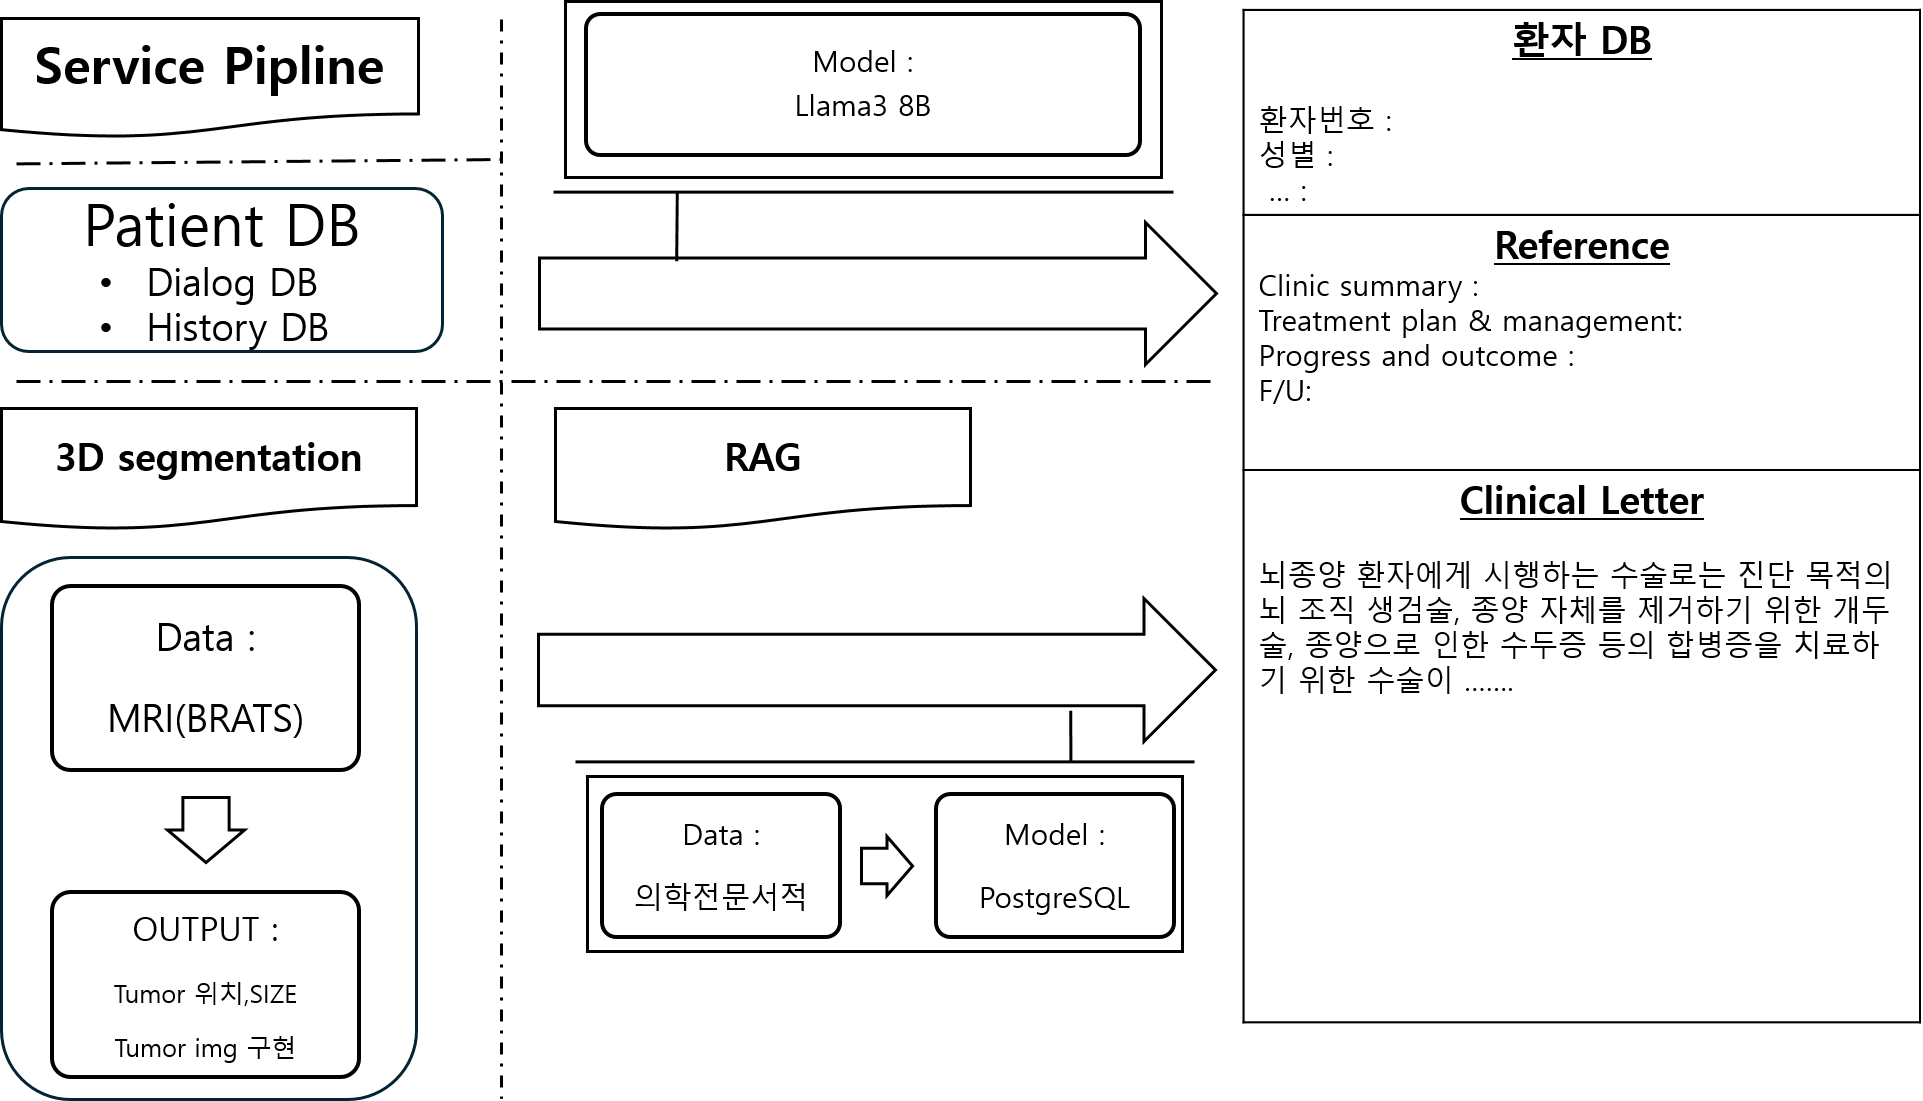 Service Pipline
Patient DB
• Dialog DB
• History DB
3D segmentation
Data :
MRI(BRATS)
OUTPUT :
Tumor 위치,SIZE
Tumor img 구현
Model :
Llama3 8B
RAG
Data :
의학전문서적
Model :
PostgreSQL
환자 DB
환자번호 :
성별 :
... :
Reference
Clinic summary :
Treatment plan & management:
Progress and outcome :
F/U:
Clinical Letter
뇌종양 환자에게 시행하는 수술로는 진단 목적의
뇌 조직 생검술, 종양 자체를 제거하기 위한 개두
술, 종양으로 인한 수두증 등의 합병증을 치료하
기 위한 수술이 .......